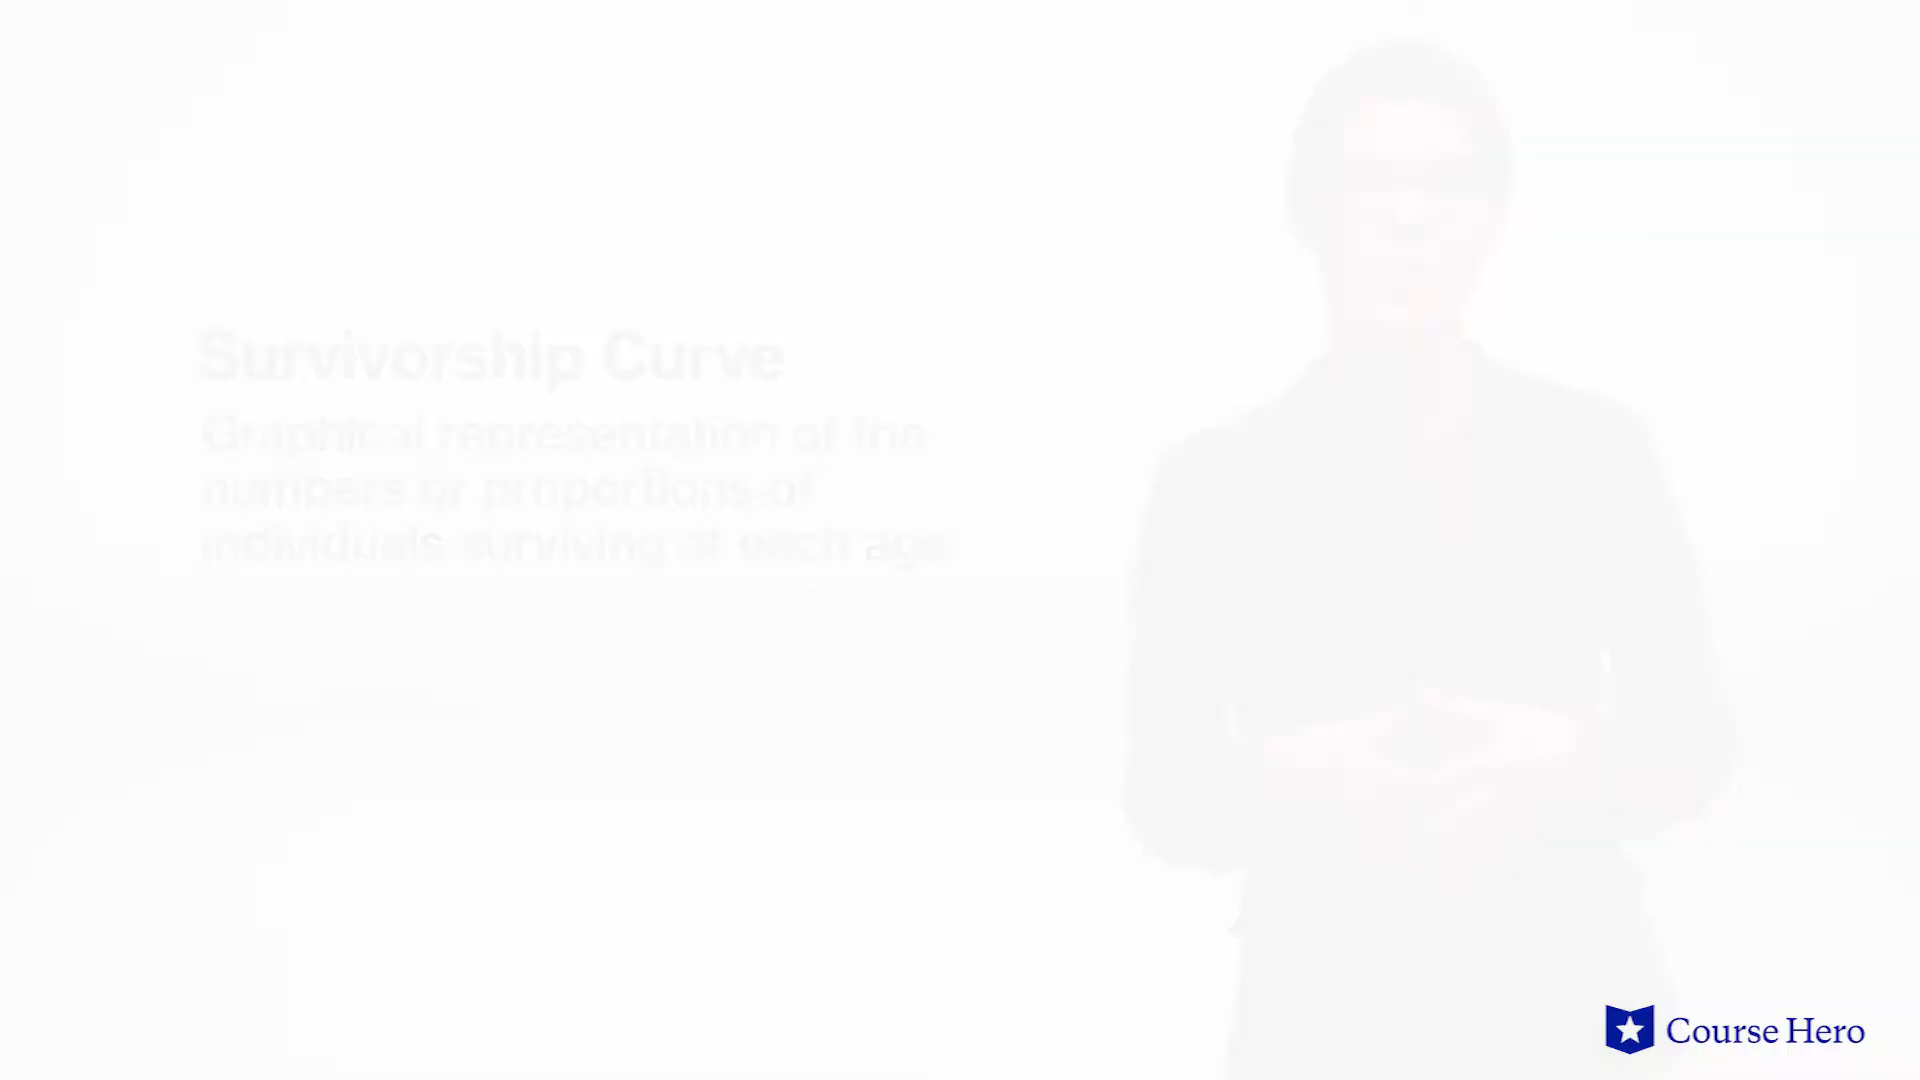 Survivorship Curve
Graphical representation of the
numbers or proportions of
individuals surviving at each age
Course Hero